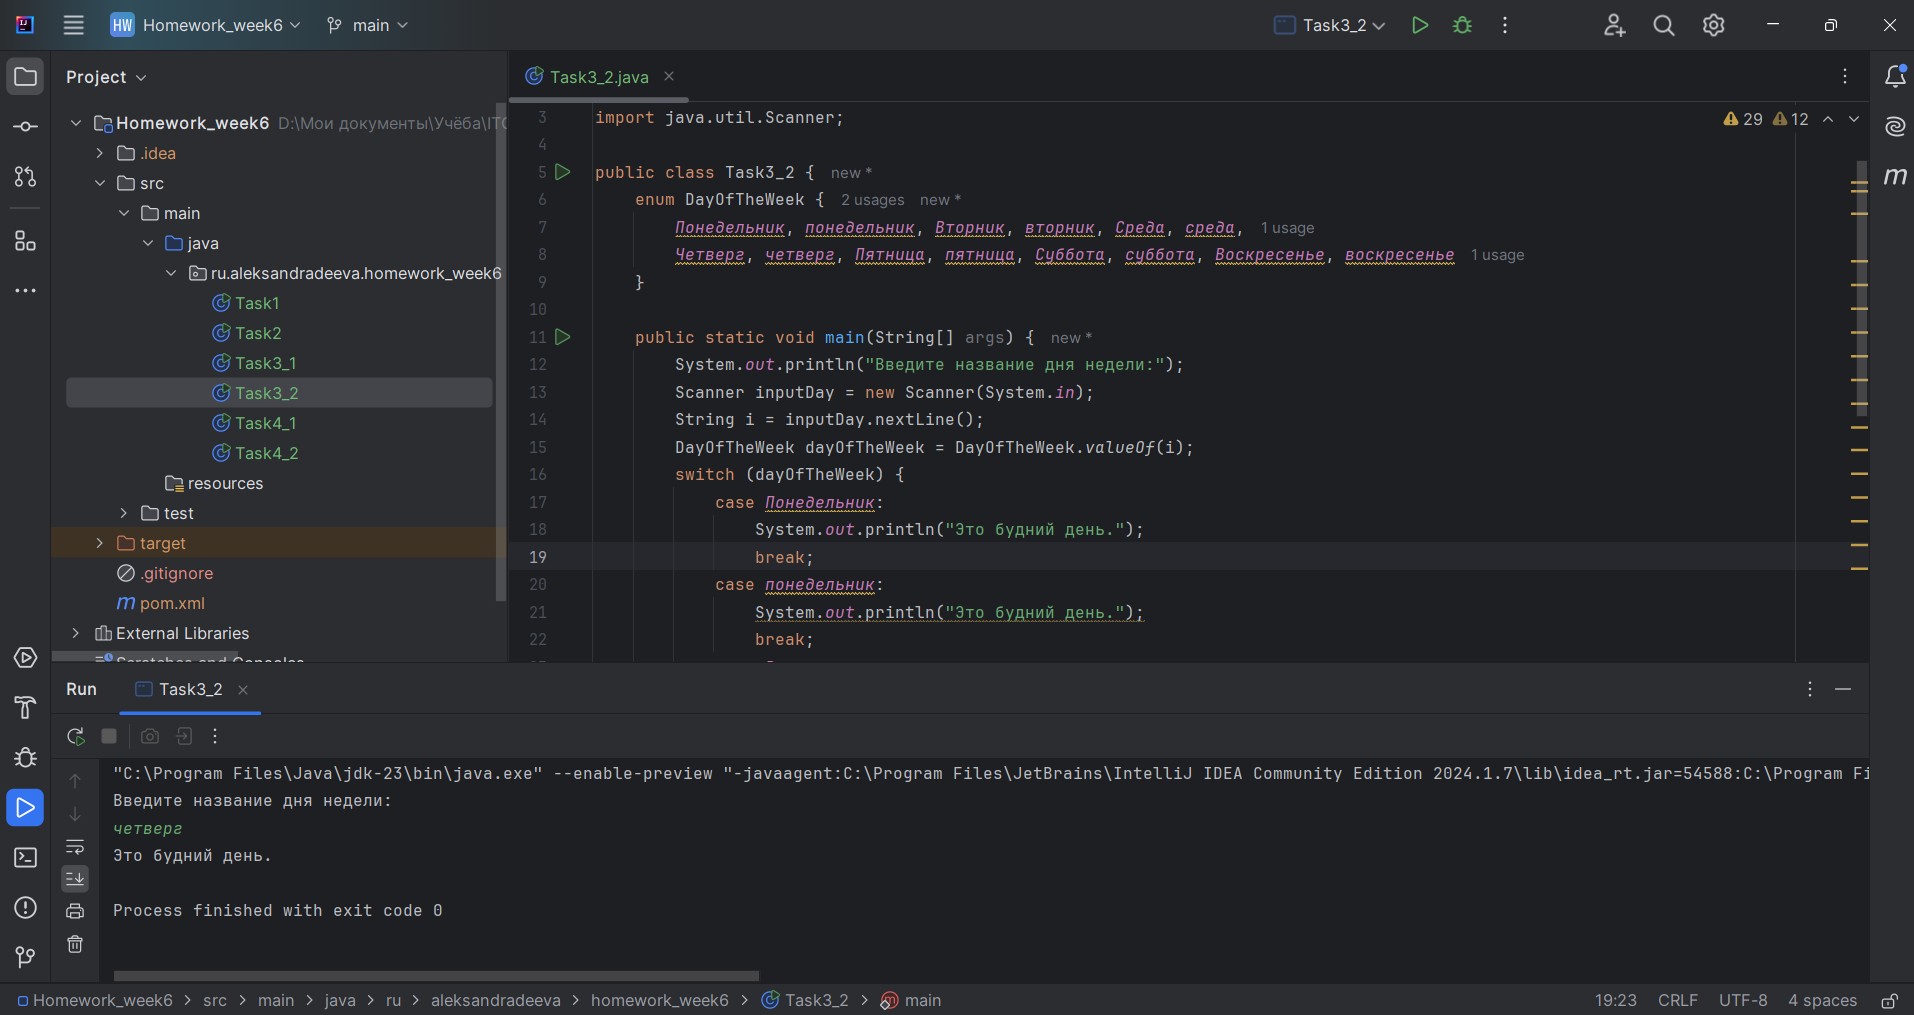 HW Homework_week6 main Task3_2
Project
Homework_week6 D:\Мои документы\Учёба\ITC
.idea
src
main
java
ru.aleksandradeeva.homework_week6
Task1
Task2
Task3_1
Task3_2
Task4_1
Task4_2
resources
test
target
.gitignore
m pom.xml
External Libraries
Scratches and Consoles
Task3_2.java
29 12
3 import java.util.Scanner;
4
5 public class Task3_2 { new *
6 enum DayOfTheWeek { 2 usages new *
7 Понедельник, понедельник, Вторник, вторник, Среда, среда, 1 usage
8 Четверг, четверг, Пятница, пятница, Суббота, суббота, Воскресенье, воскресенье 1 usage
9 }
10
11 public static void main(String[] args) { new *
12 System.out.println("Введите название дня недели:");
13 Scanner inputDay = new Scanner(System.in);
14 String i = inputDay.nextLine();
15 DayOfTheWeek dayOfTheWeek = DayOfTheWeek.valueOf(i);
16 switch (dayOfTheWeek) {
17 case Понедельник:
18 System.out.println("Это будний день.");
19 break;
20 case понедельник:
21 System.out.println("Это будний день.");
22 break;
m
Run Task3_2
"C:\Program Files\Java\jdk-23\bin\java.exe" --enable-preview "-javaagent:C:\Program Files\JetBrains\IntelliJ IDEA Community Edition 2024.1.7\lib\idea_rt.jar=54588:C:\Program Fi
Введите название дня недели:
четверг
Это будний день.
Process finished with exit code 0
Homework_week6 > src > main > java > ru > aleksandradeeva > homework_week6 > Task3_2 > main 19:23 CRLF UTF-8 4 spaces